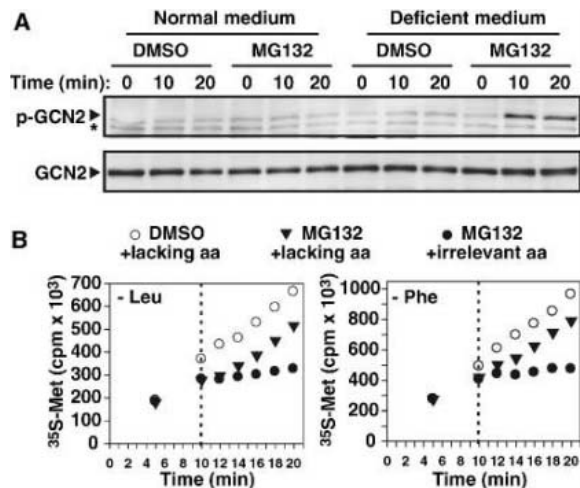 A
Normal medium Deficient medium
DMSO MG132 DMSO MG132
Time (min): 0 10 20 0 10 20 0 10 20 0 10 20
p-GCN2
*
GCN2
B
DMSO MG132 MG132
+lacking aa +lacking aa +irrelevant aa
- Leu
35S-Met (cpm x 10³)
700
600
500
400
300
200
100
0
0 2 4 6 8 10 12 14 16 18 20
Time (min)
- Phe
35S-Met (cpm x 10³)
1000
800
600
400
200
0
0 2 4 6 8 10 12 14 16 18 20
Time (min)